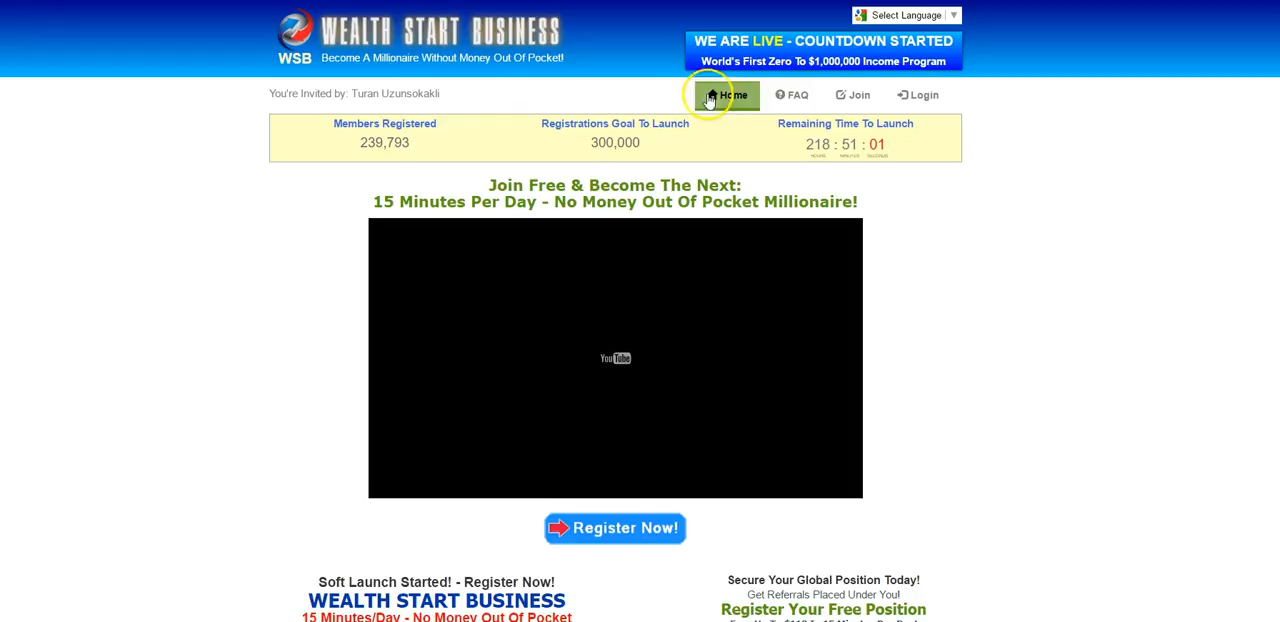 Select Language ▼
WEALTH START BUSINESS
WSB Become A Millionaire Without Money Out Of Pocket!
WE ARE LIVE - COUNTDOWN STARTED
World's First Zero To $1,000,000 Income Program
You're Invited by: Turan Uzunsokakli
Home FAQ Join Login
Members Registered Registrations Goal To Launch Remaining Time To Launch
239,793 300,000 218 : 51 : 01
HOURS MINUTES SECONDS
Join Free & Become The Next:
15 Minutes Per Day - No Money Out Of Pocket Millionaire!
YouTube
Register Now!
Soft Launch Started! - Register Now!
WEALTH START BUSINESS
15 Minutes/Day - No Money Out Of Pocket
Secure Your Global Position Today!
Get Referrals Placed Under You!
Register Your Free Position